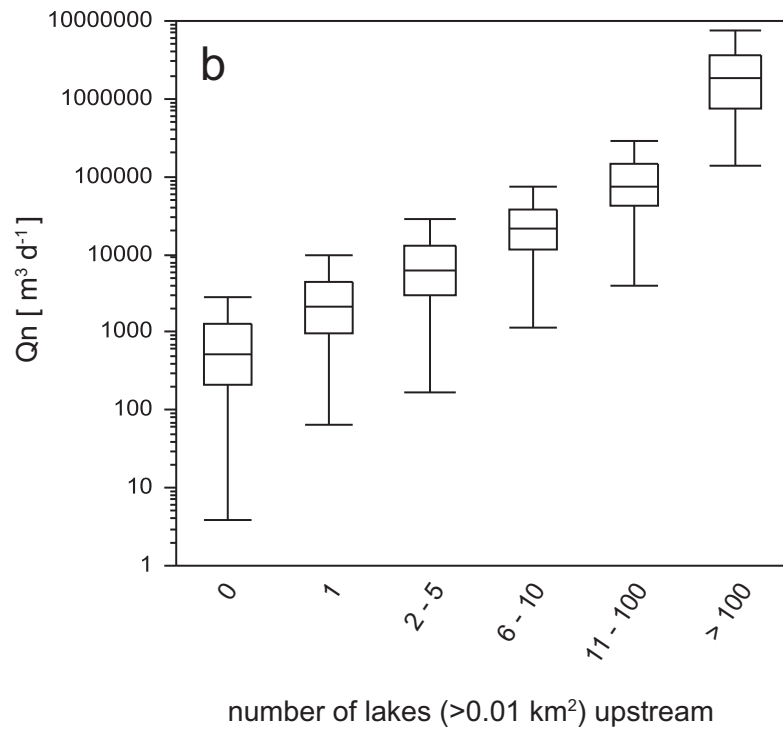 b
10000000
1000000
100000
10000
1000
100
10
1
Qn [ m³ d⁻¹ ]
0
1
2 - 5
6 - 10
11 - 100
> 100
number of lakes (>0.01 km²) upstream